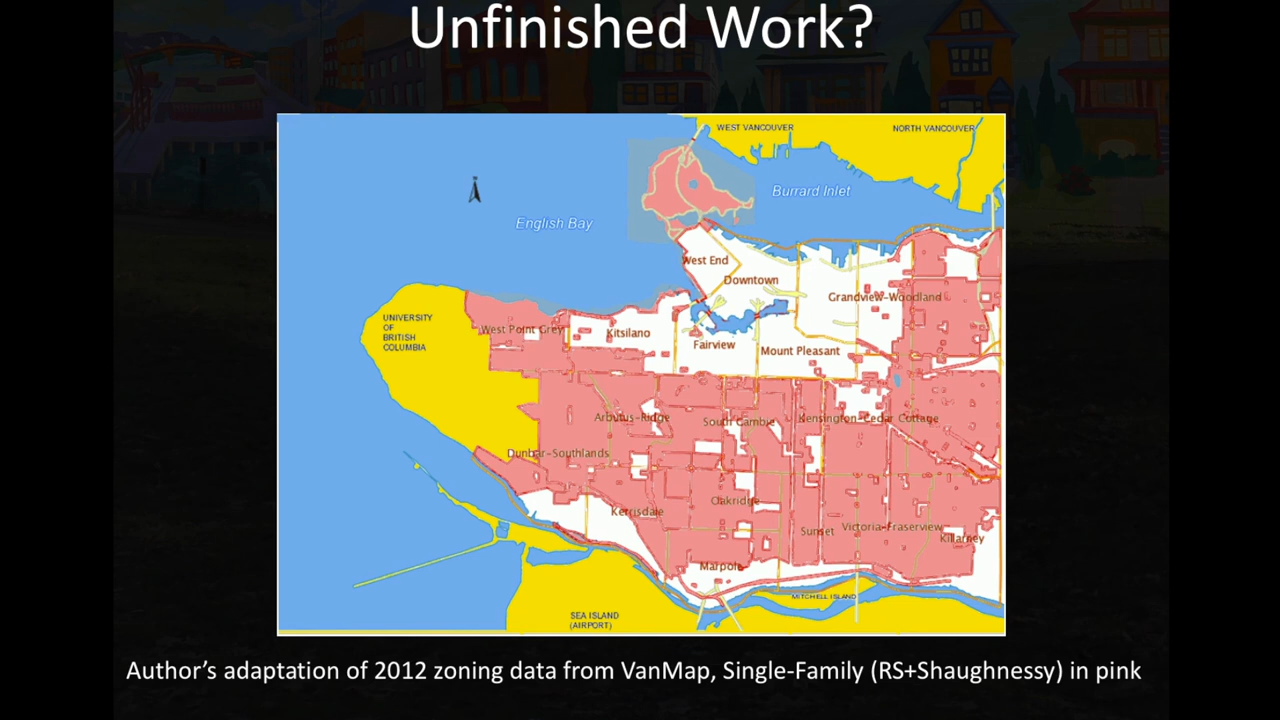 Unfinished Work?
WEST VANCOUVER
NORTH VANCOUVER
Burrard Inlet
English Bay
West End
Downtown
Grandview-Woodland
UNIVERSITY
OF
BRITISH
COLUMBIA
West Point Grey
Kitsilano
Fairview
Mount Pleasant
Arbutus-Ridge
South Cambie
Kensington-Cedar Cottage
Dunbar-Southlands
Oakridge
Kerrisdale
Sunset
Victoria-Fraserview
Killarney
Marpole
MITCHELL ISLAND
SEA ISLAND
(AIRPORT)
Author's adaptation of 2012 zoning data from VanMap, Single-Family (RS+Shaughnessy) in pink